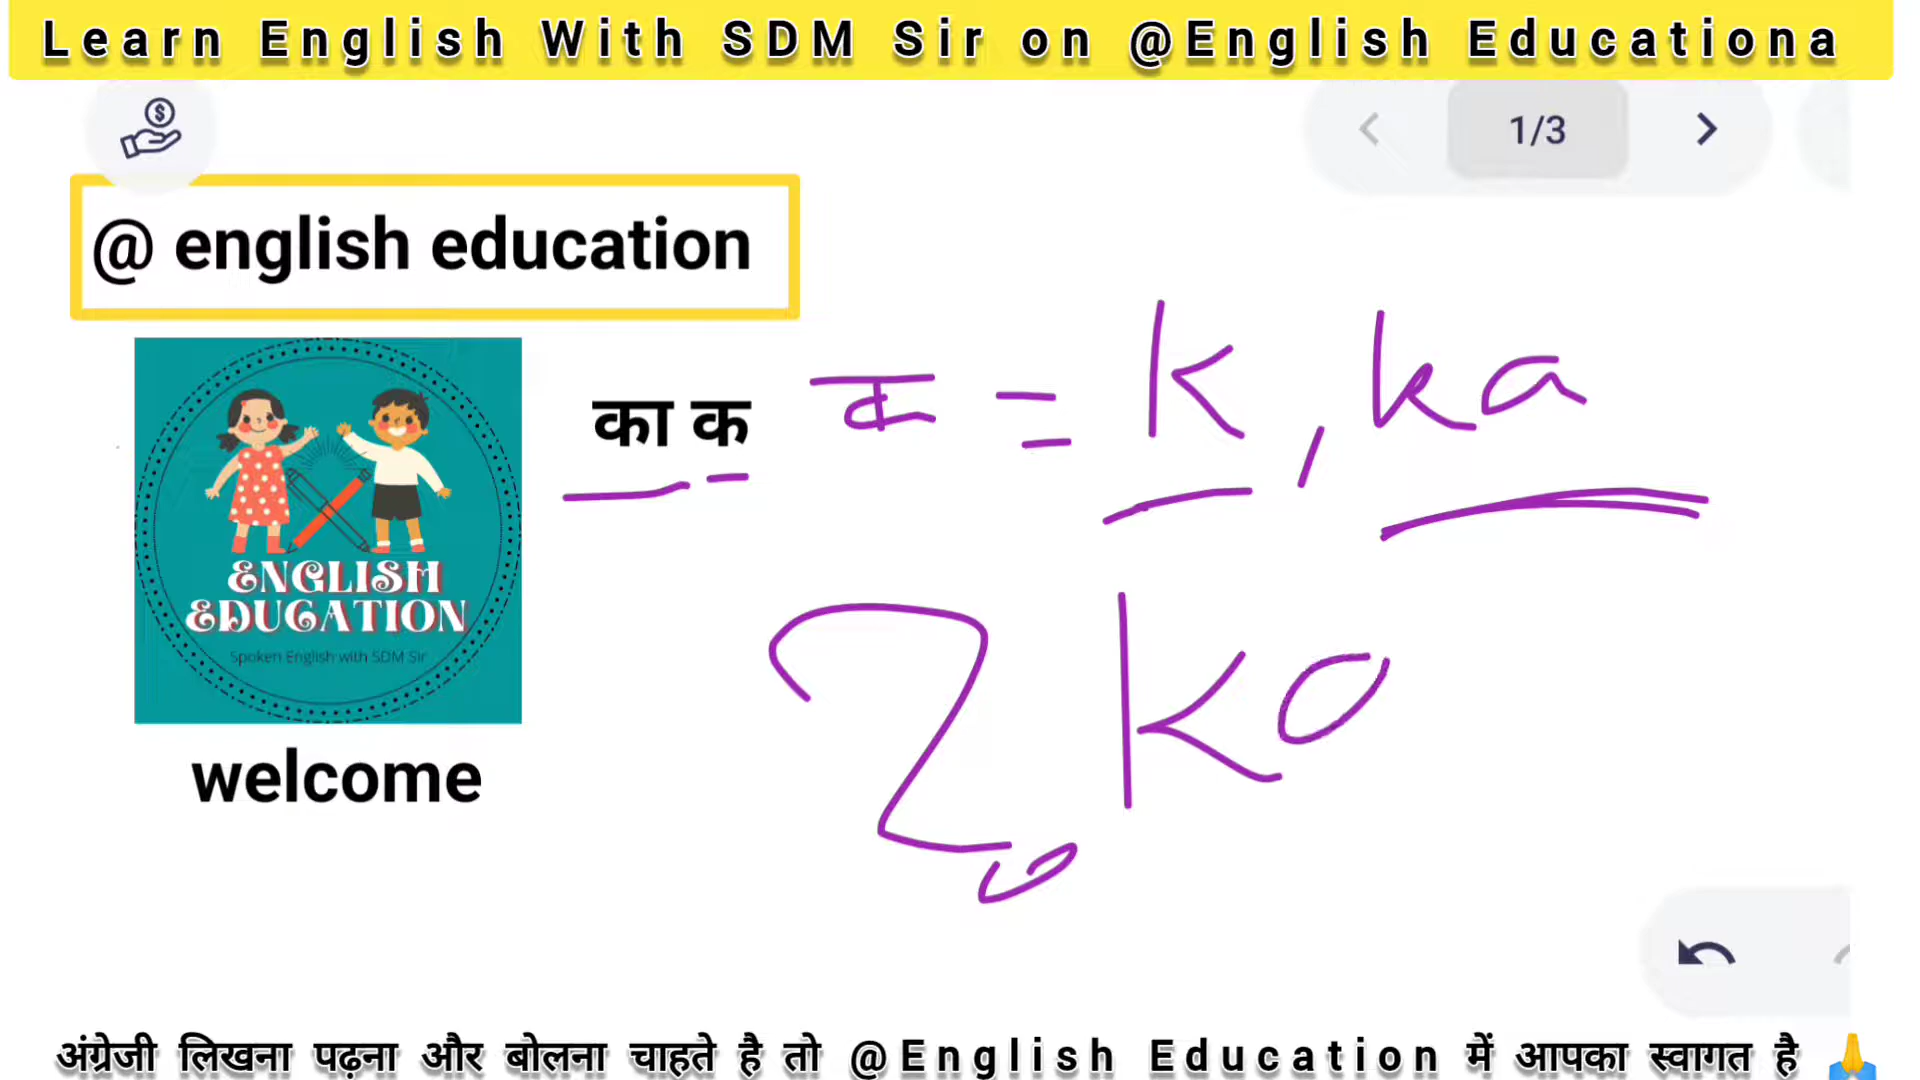 Learn English With SDM Sir on @English Educationa
1/3
@ english education
का क क = k, ka
ENGLISH
EDUCATION
Spoken English with SDM Sir
ko
welcome
अंग्रेजी लिखना पढ़ना और बोलना चाहते है तो @English Education में आपका स्वागत है 🙏